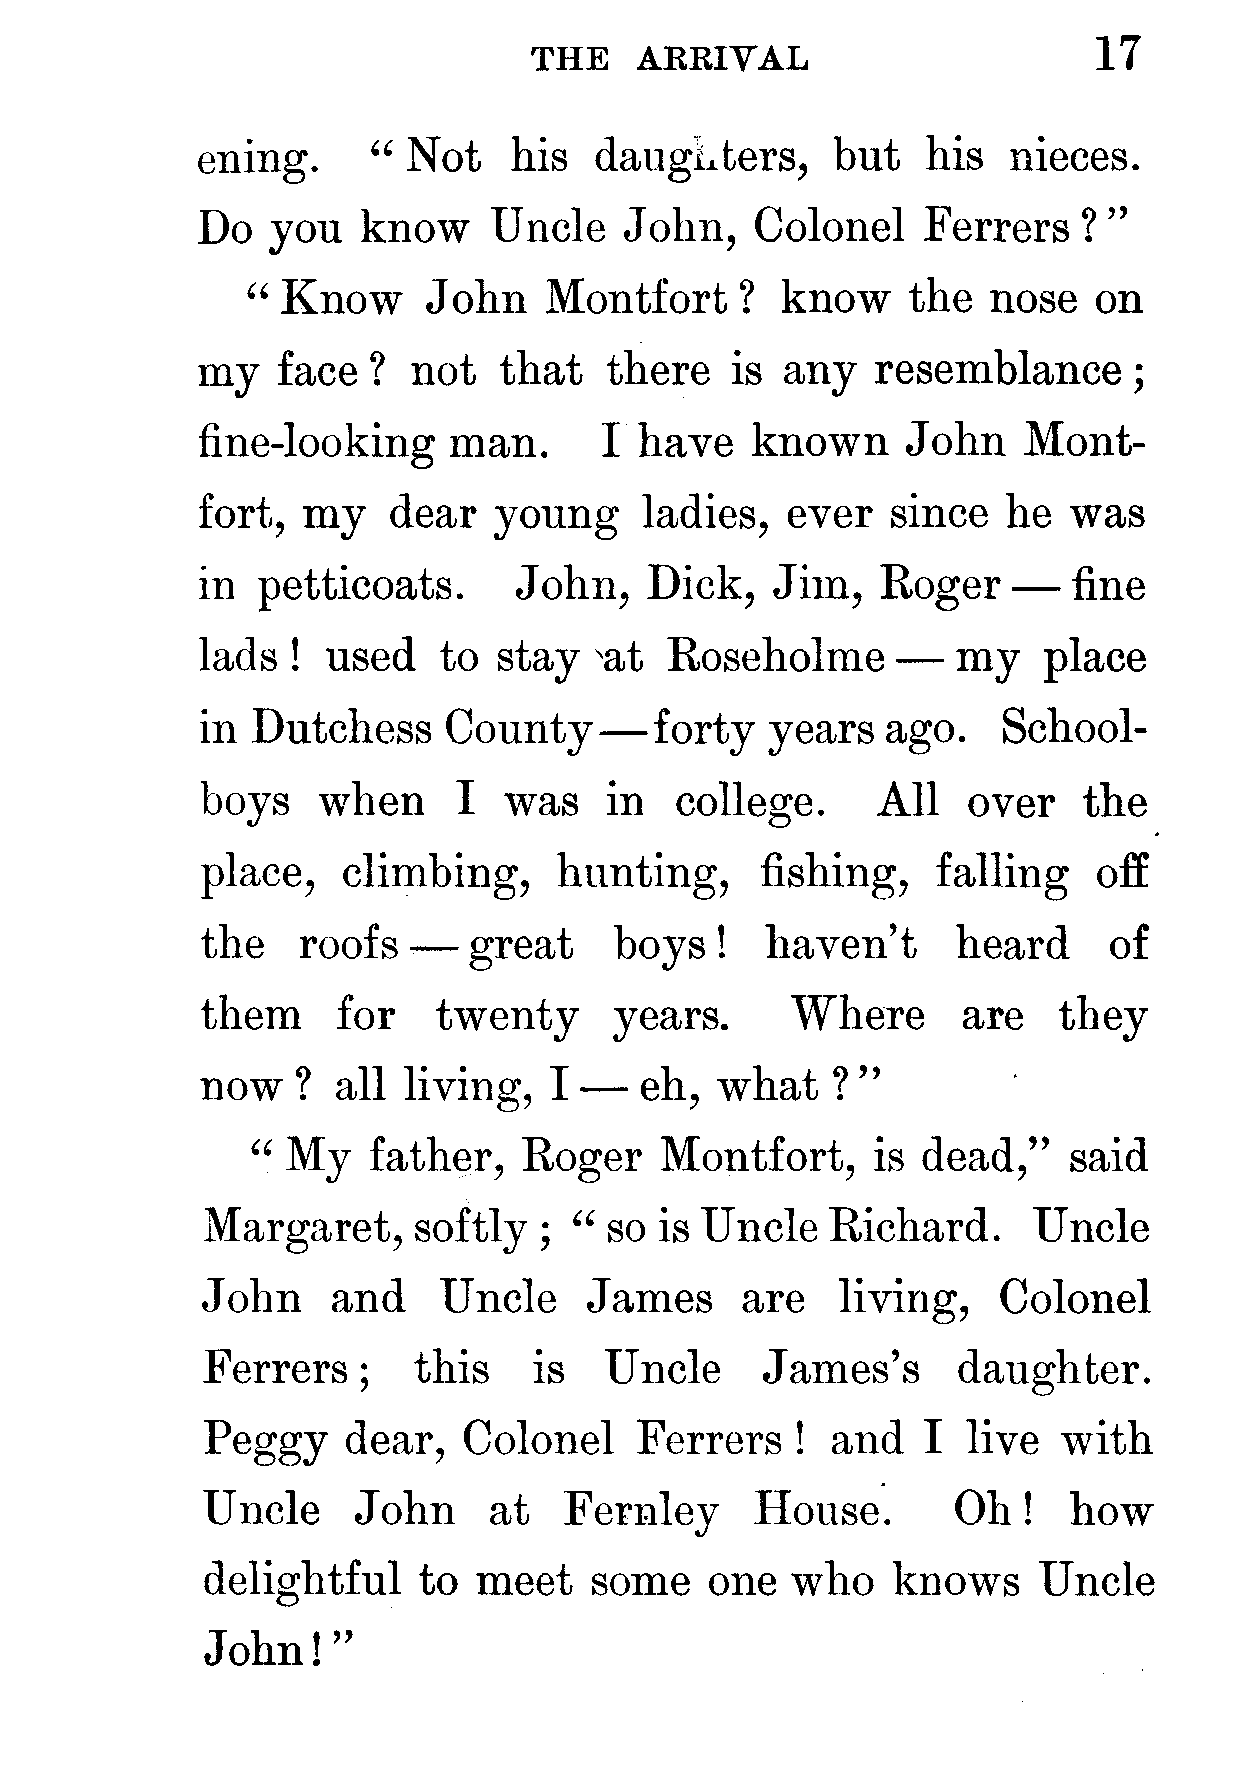 THE ARRIVAL 17
ening. “Not his daughters, but his nieces.
Do you know Uncle John, Colonel Ferrers?”
“Know John Montfort? know the nose on
my face? not that there is any resemblance;
fine-looking man. I have known John Mont-
fort, my dear young ladies, ever since he was
in petticoats. John, Dick, Jim, Roger — fine
lads! used to stay at Roseholme — my place
in Dutchess County—forty years ago. School-
boys when I was in college. All over the
place, climbing, hunting, fishing, falling off
the roofs — great boys! haven’t heard of
them for twenty years. Where are they
now? all living, I — eh, what?”
“My father, Roger Montfort, is dead,” said
Margaret, softly; “so is Uncle Richard. Uncle
John and Uncle James are living, Colonel
Ferrers; this is Uncle James’s daughter.
Peggy dear, Colonel Ferrers! and I live with
Uncle John at Fernley House. Oh! how
delightful to meet some one who knows Uncle
John!”